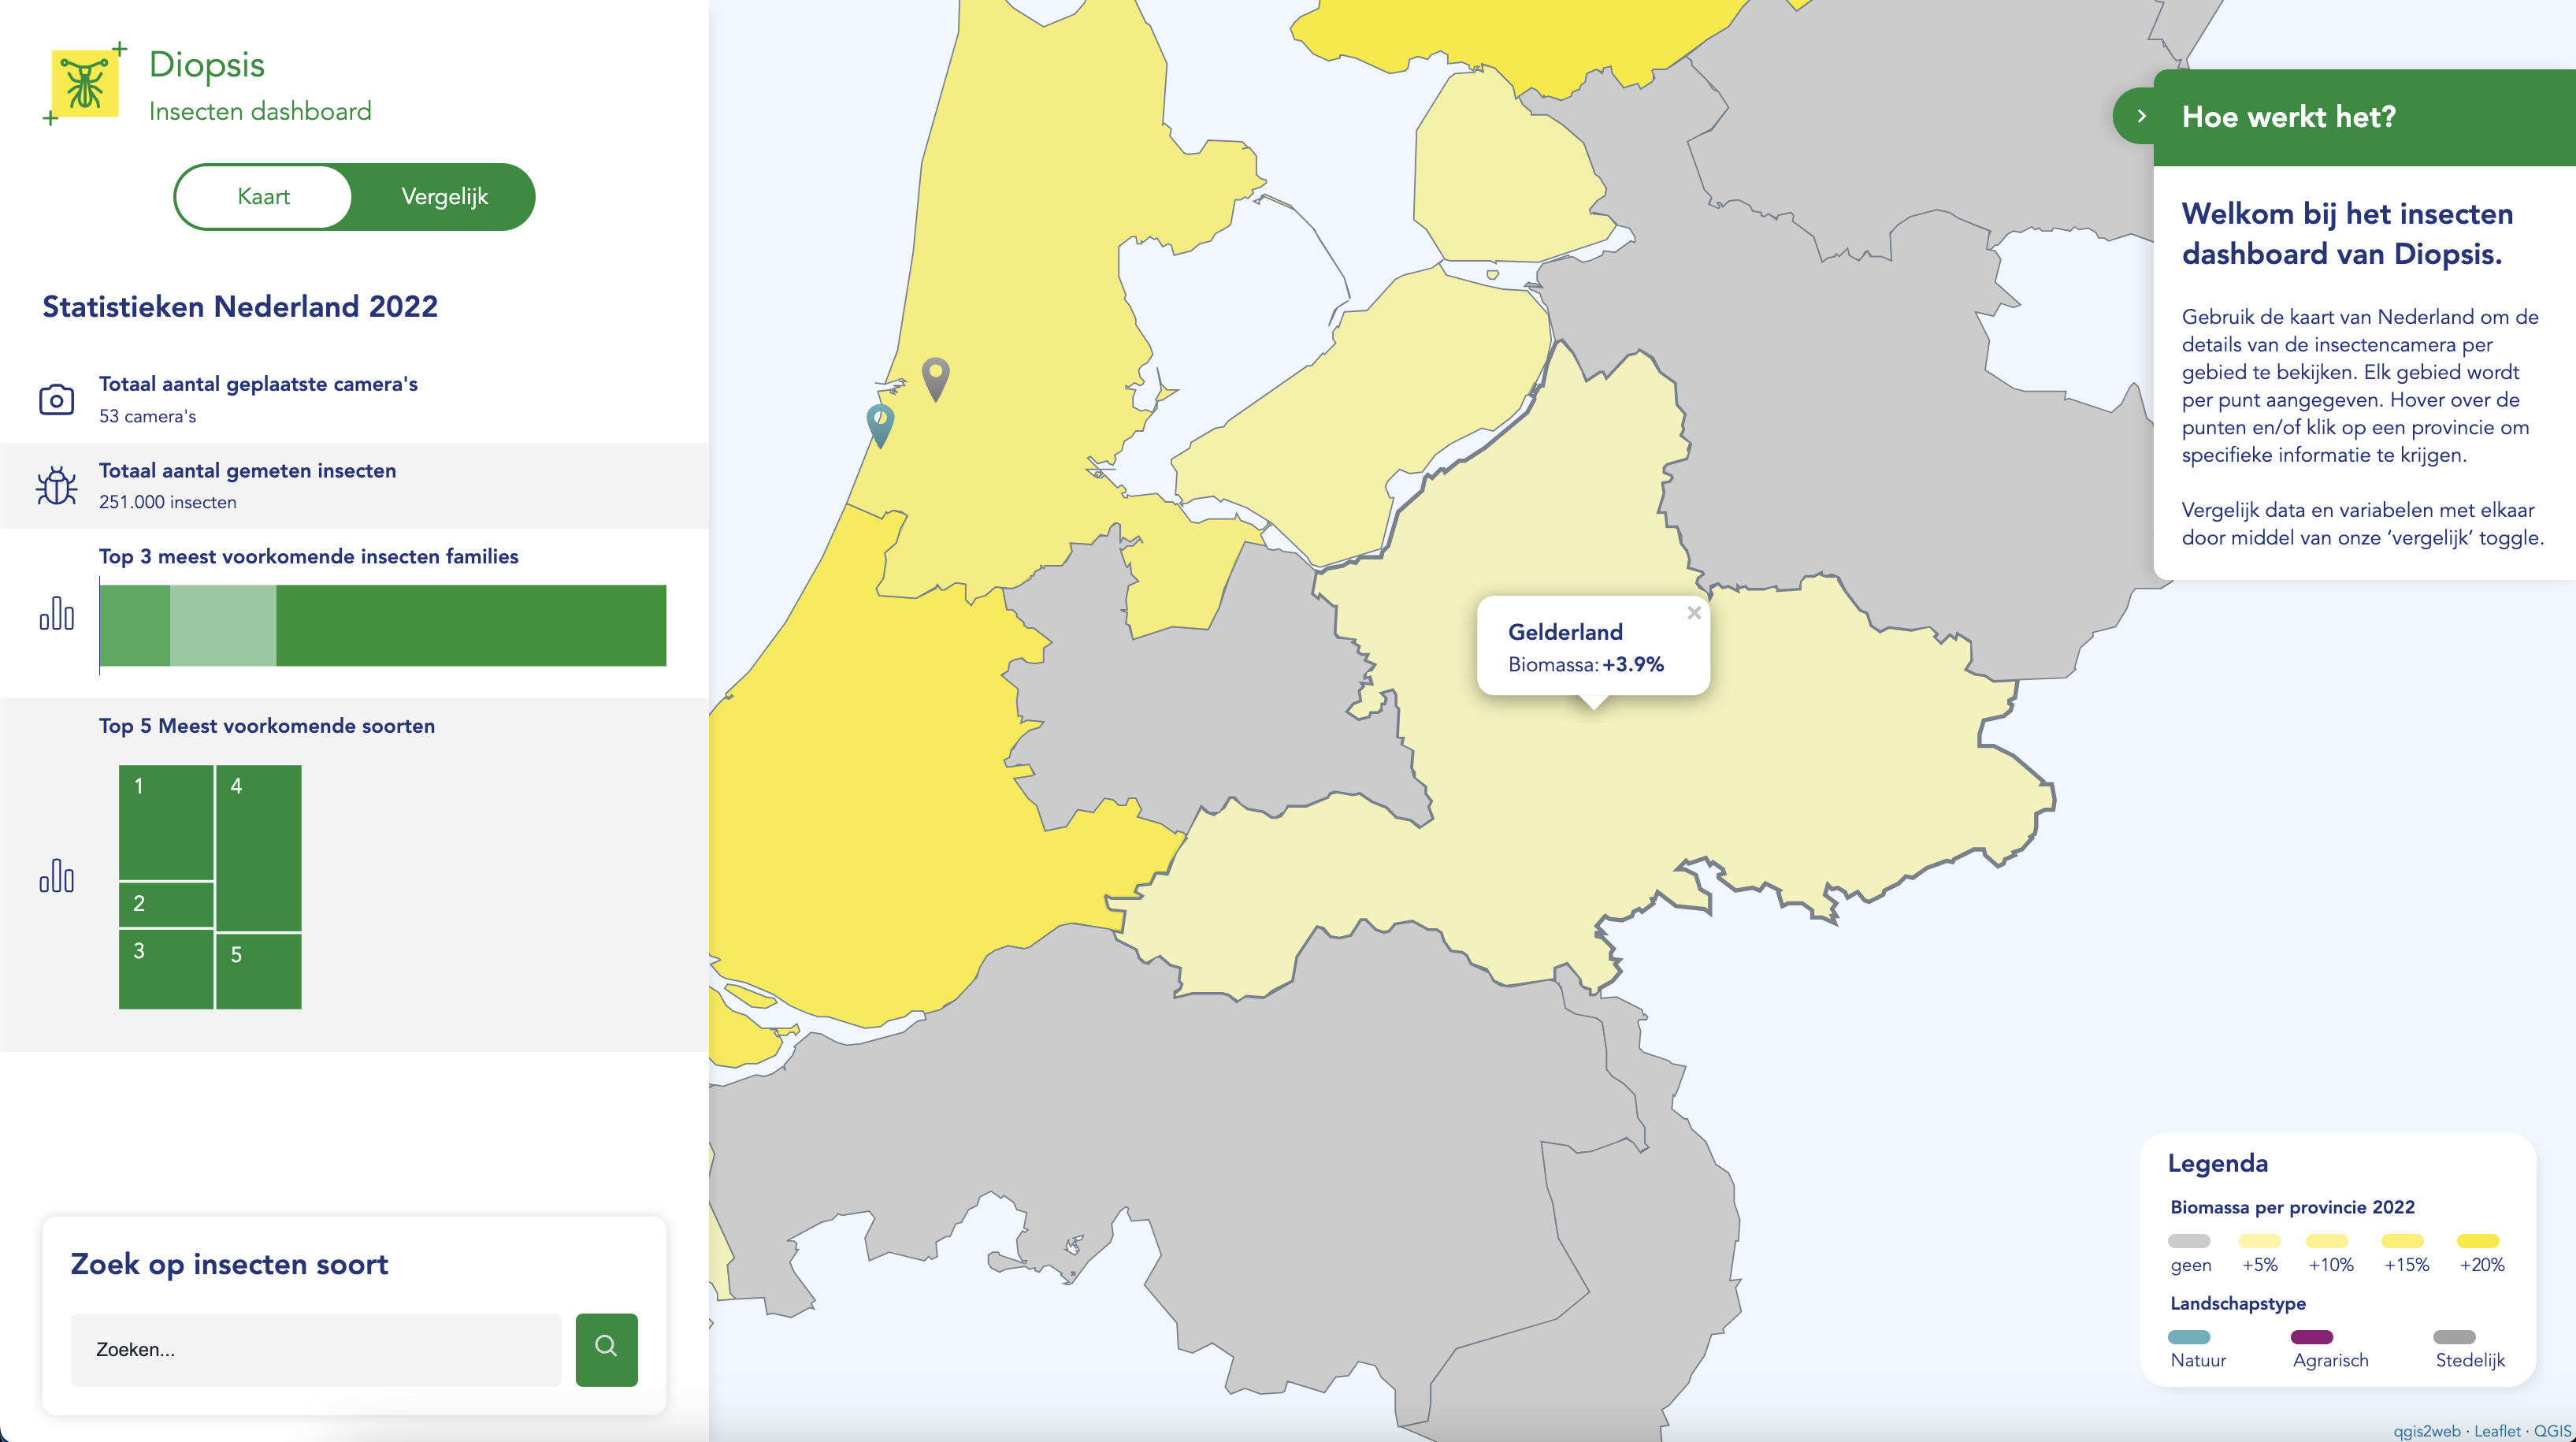 Diopsis
Insecten dashboard
Kaart
Vergelijk
Statistieken Nederland 2022
Totaal aantal geplaatste camera's
53 camera's
Totaal aantal gemeten insecten
251.000 insecten
Top 3 meest voorkomende insecten families
Top 5 Meest voorkomende soorten
1
2
3
4
5
Zoek op insecten soort
Zoeken...
Gelderland
Biomassa: +3.9%
Hoe werkt het?
Welkom bij het insecten
dashboard van Diopsis.
Gebruik de kaart van Nederland om de
details van de insectencamera per
gebied te bekijken. Elk gebied wordt
per punt aangegeven. Hover over de
punten en/of klik op een provincie om
specifieke informatie te krijgen.
Vergelijk data en variabelen met elkaar
door middel van onze ‘vergelijk’ toggle.
Legenda
Biomassa per provincie 2022
geen +5% +10% +15% +20%
Landschapstype
Natuur Agrarisch Stedelijk
qgis2web · Leaflet · QGIS